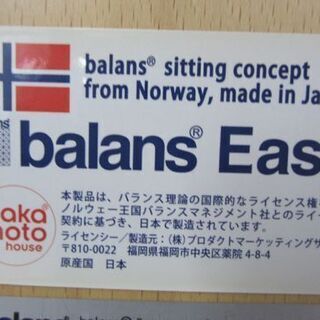 balans® sitting concept
from Norway, made in Ja
balans® Eas
aka
moto
house
本製品は、バランス理論の国際的なライセンス権
ノルウェー王国バランスマネジメント社とのライ
契約に基づき、日本で製造されています。
ライセンシー/製造元：(株)プロダクトマーケッティングサ
〒810-0022 福岡県福岡市中央区薬院 4-8-4
原産国 日本